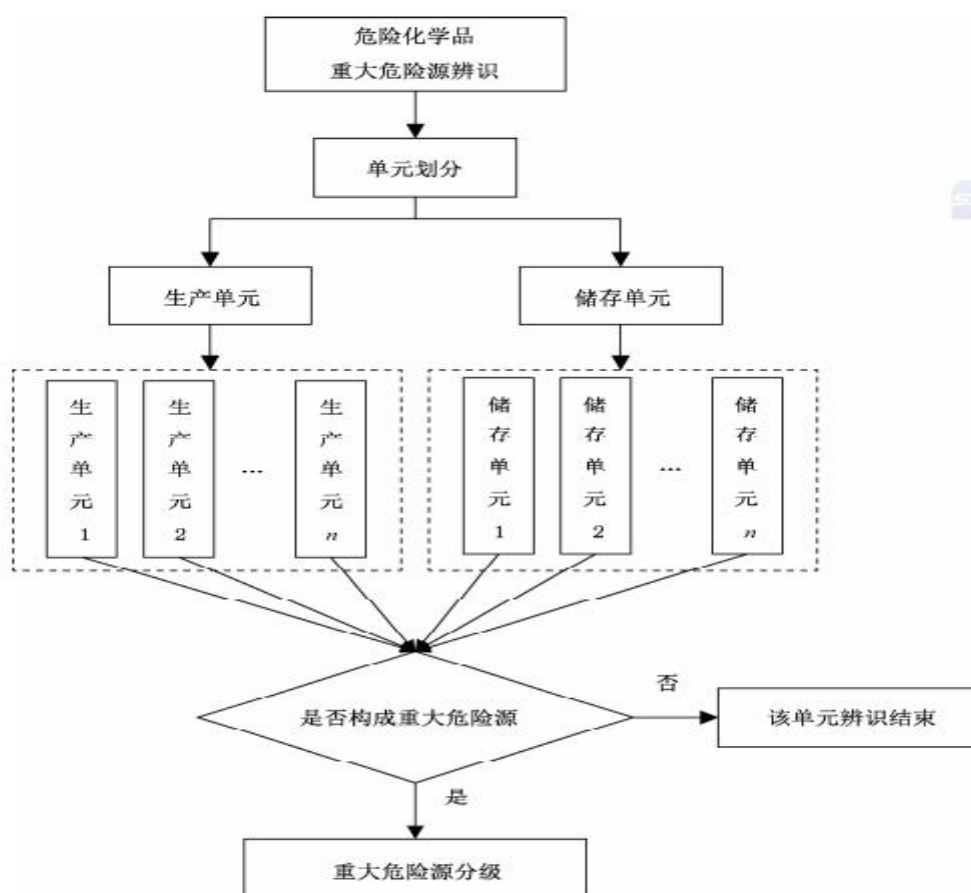 危险化学品
重大危险源辨识
单元划分
生产单元
储存单元
生产单元1
生产单元2
...
生产单元n
储存单元1
储存单元2
...
储存单元n
是否构成重大危险源
否
该单元辨识结束
是
重大危险源分级